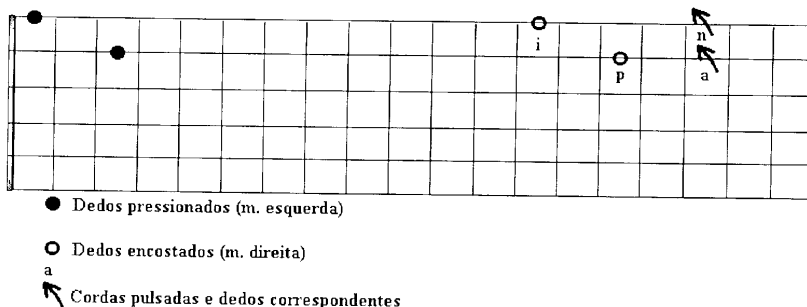 n
i
p
a
Dedos pressionados (m. esquerda)
Dedos encostados (m. direita)
a
Cordas pulsadas e dedos correspondentes